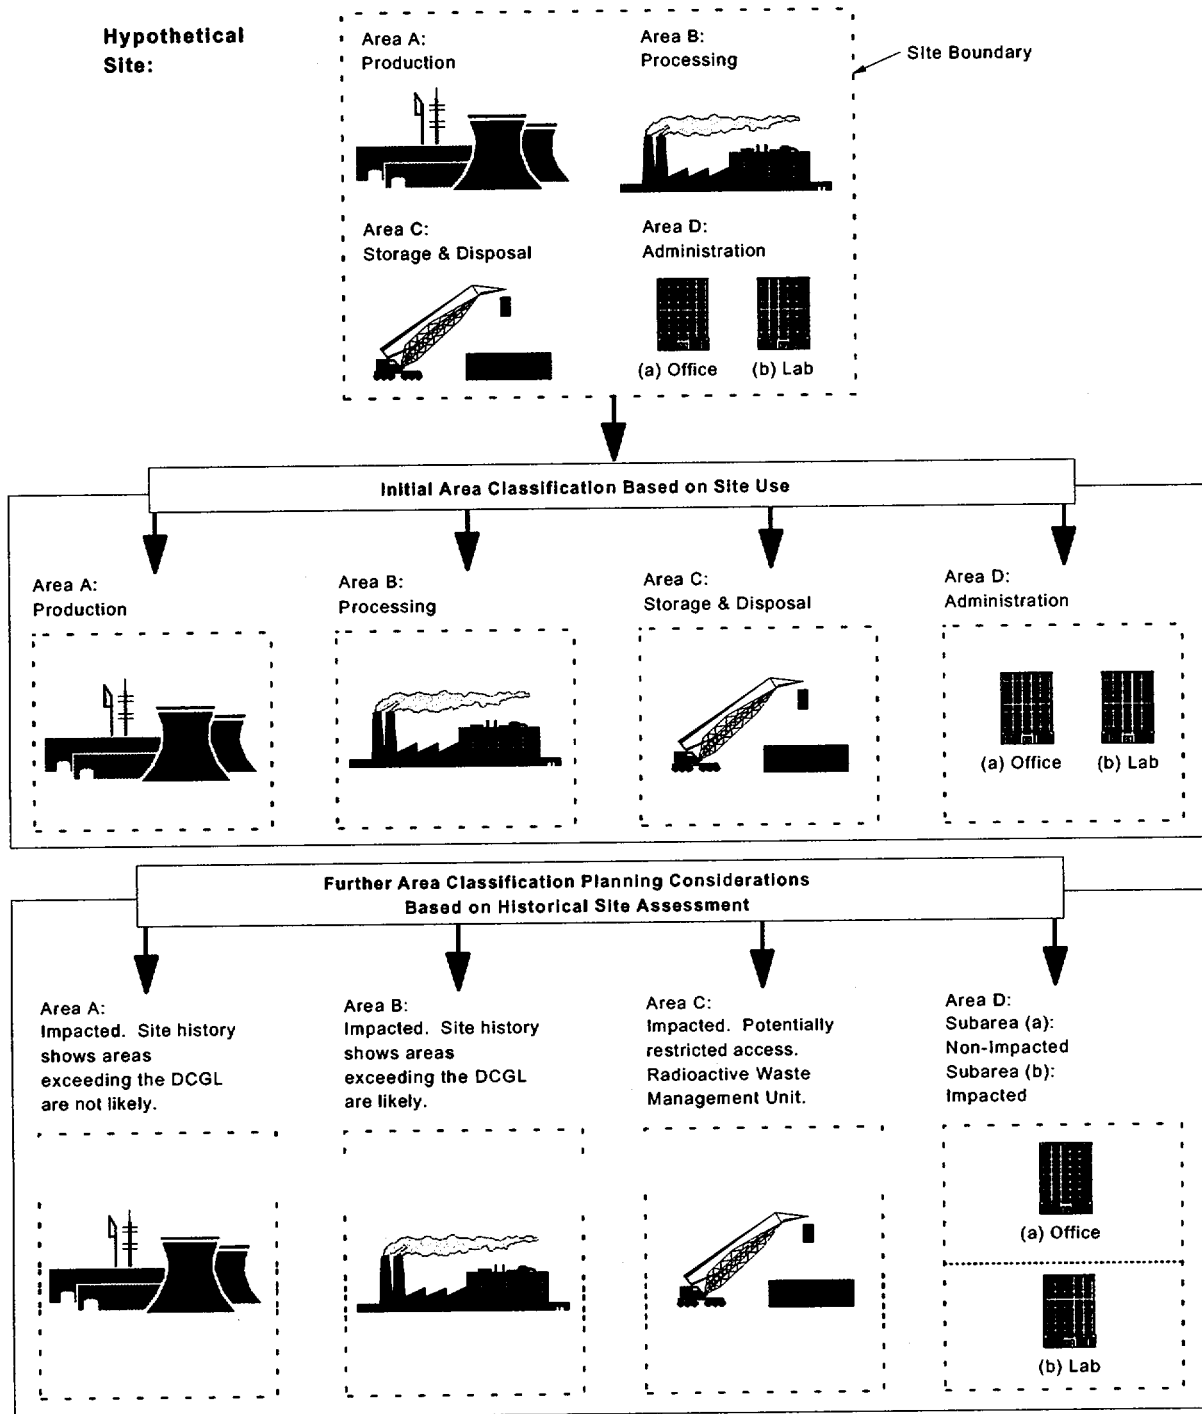 Hypothetical
Site:
Area A:
Production
Area B:
Processing
Site Boundary
Area C:
Storage & Disposal
Area D:
Administration
(a) Office
(b) Lab
Initial Area Classification Based on Site Use
Area A:
Production
Area B:
Processing
Area C:
Storage & Disposal
Area D:
Administration
(a) Office
(b) Lab
Further Area Classification Planning Considerations
Based on Historical Site Assessment
Area A:
Impacted. Site history
shows areas
exceeding the DCGL
are not likely.
Area B:
Impacted. Site history
shows areas
exceeding the DCGL
are likely.
Area C:
Impacted. Potentially
restricted access.
Radioactive Waste
Management Unit.
Area D:
Subarea (a):
Non-Impacted
Subarea (b):
Impacted
(a) Office
(b) Lab